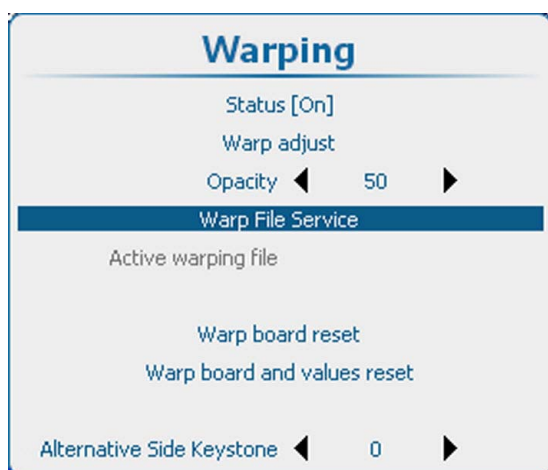 Warping
Status [On]
Warp adjust
Opacity 50
Warp File Service
Active warping file
Warp board reset
Warp board and values reset
Alternative Side Keystone 0